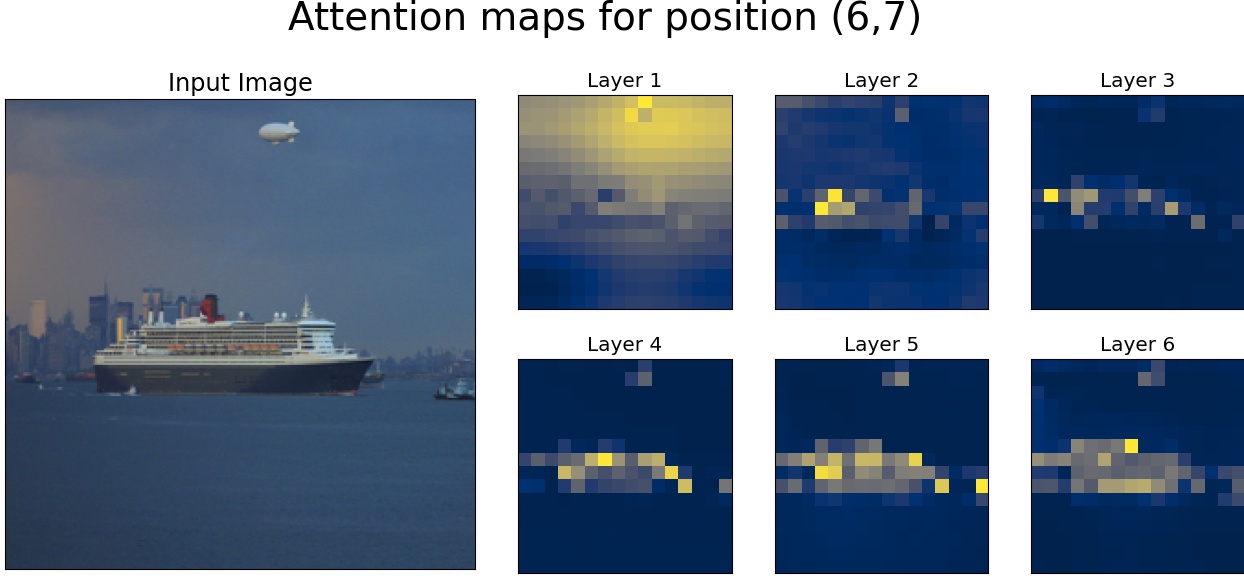 Attention maps for position (6,7)
Input Image
Layer 1
Layer 2
Layer 3
Layer 4
Layer 5
Layer 6